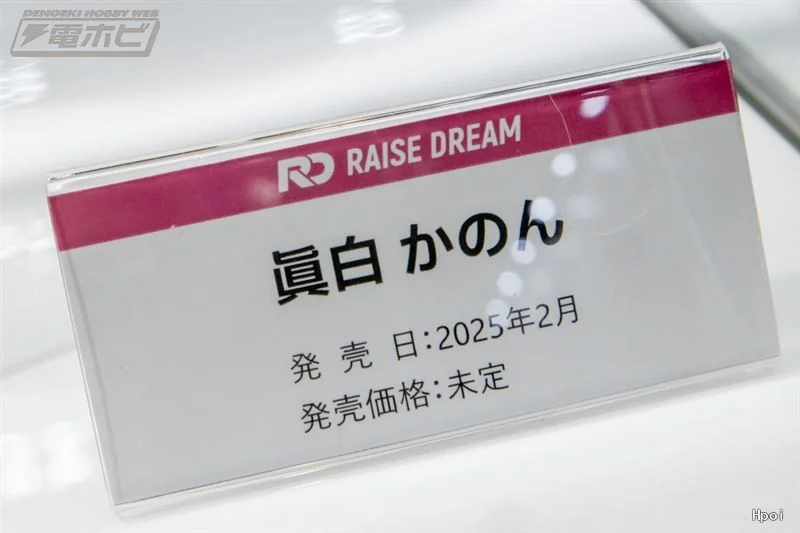 DENGEKI HOBBY WEB
電ホビ
RD RAISE DREAM
眞白 かのん
発売日:2025年2月
発売価格:未定
Hpoi